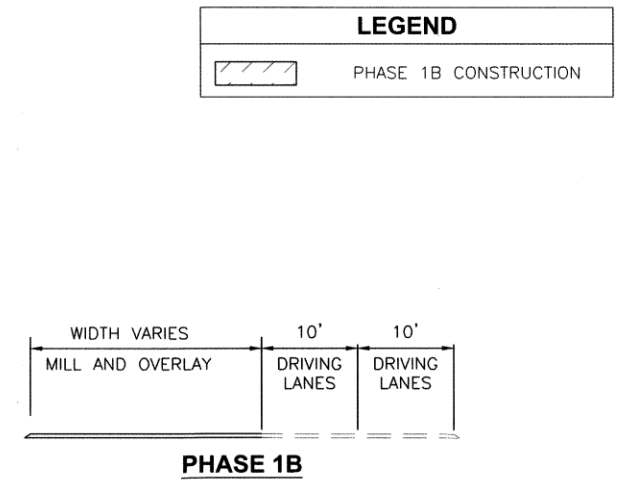 LEGEND
PHASE 1B CONSTRUCTION
WIDTH VARIES
10'
10'
MILL AND OVERLAY
DRIVING LANES
DRIVING LANES
PHASE 1B